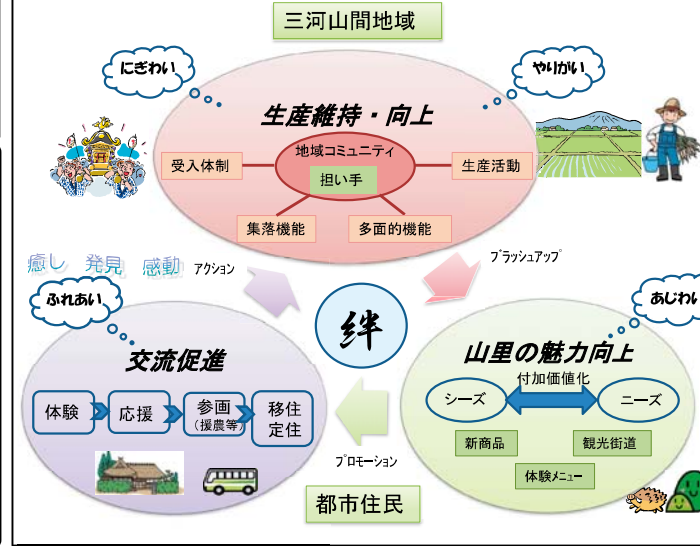 三河山間地域
にぎわい
やりがい
生産維持・向上
地域コミュニティ
担い手
受入体制
生産活動
集落機能
多面的機能
癒し 発見 感動
アクション
ブラッシュアップ
ふれあい
絆
あじわい
交流促進
体験
応援
参画
(援農等)
移住
定住
山里の魅力向上
付加価値化
シーズ
ニーズ
新商品
観光街道
体験メニュー
プロモーション
都市住民